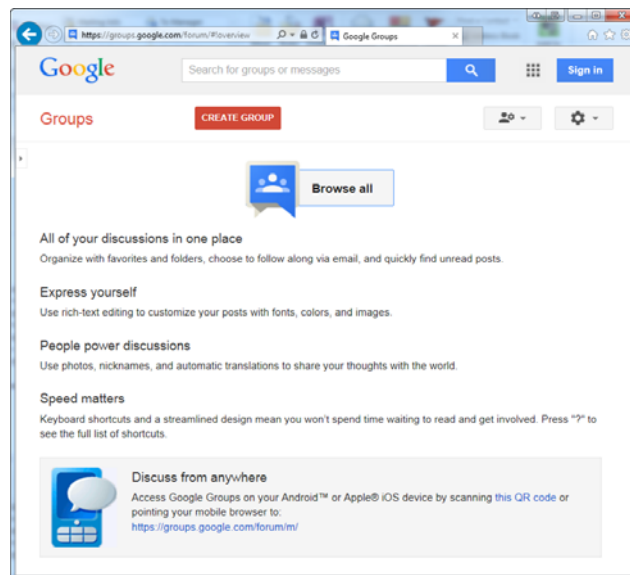 https://groups.google.com/forum/#!overview
Google Groups
Google
Search for groups or messages
Sign in
Groups
CREATE GROUP
Browse all
All of your discussions in one place
Organize with favorites and folders, choose to follow along via email, and quickly find unread posts.
Express yourself
Use rich-text editing to customize your posts with fonts, colors, and images.
People power discussions
Use photos, nicknames, and automatic translations to share your thoughts with the world.
Speed matters
Keyboard shortcuts and a streamlined design mean you won't spend time waiting to read and get involved. Press "?" to
see the full list of shortcuts.
Discuss from anywhere
Access Google Groups on your Android™ or Apple® iOS device by scanning this QR code or
pointing your mobile browser to:
https://groups.google.com/forum/m/